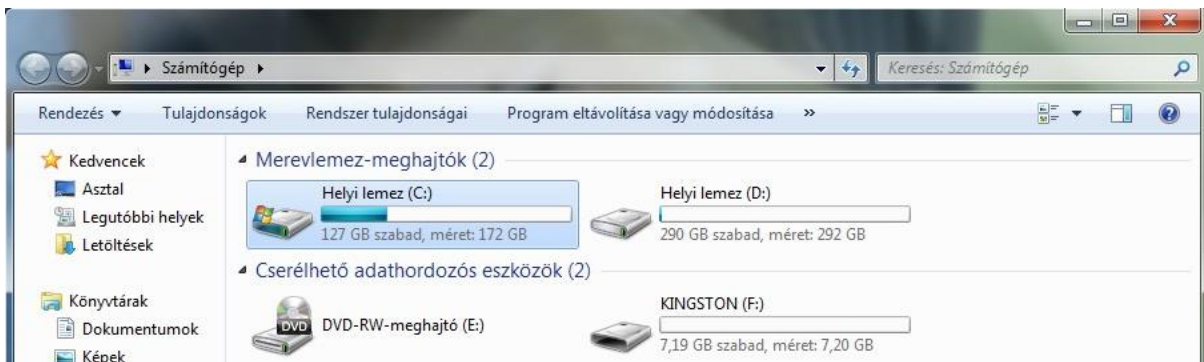 Számítógép
Keresés: Számítógép
Rendezés Tulajdonságok Rendszer tulajdonságai Program eltávolítása vagy módosítása »
Kedvencek
Asztal
Legutóbbi helyek
Letöltések
Könyvtárak
Dokumentumok
Képek
Merevlemez-meghajtók (2)
Helyi lemez (C:)
127 GB szabad, méret: 172 GB
Helyi lemez (D:)
290 GB szabad, méret: 292 GB
Cserélhető adathordozós eszközök (2)
DVD
DVD-RW-meghajtó (E:)
KINGSTON (F:)
7,19 GB szabad, méret: 7,20 GB